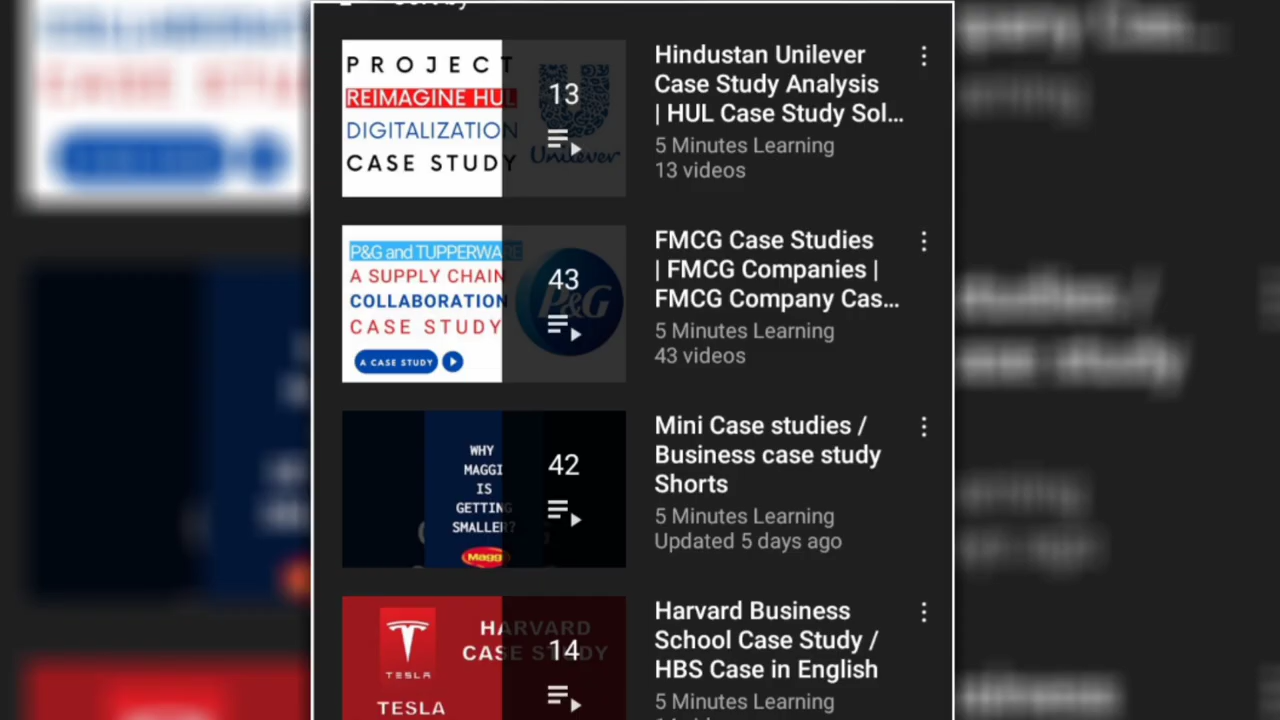 PROJECT
REIMAGINE HUL
DIGITALIZATION
CASE STUDY
Unilever
13
Hindustan Unilever
Case Study Analysis
| HUL Case Study Sol...
5 Minutes Learning
13 videos
P&G and TUPPERWARE
A SUPPLY CHAIN
COLLABORATION
CASE STUDY
A CASE STUDY
P&G
43
FMCG Case Studies
| FMCG Companies |
FMCG Company Cas...
5 Minutes Learning
43 videos
WHY
MAGGI
IS
GETTING
SMALLER?
Maggi
42
Mini Case studies /
Business case study
Shorts
5 Minutes Learning
Updated 5 days ago
TESLA
HARVARD
CASE STUDY
TESLA
14
Harvard Business
School Case Study /
HBS Case in English
5 Minutes Learning